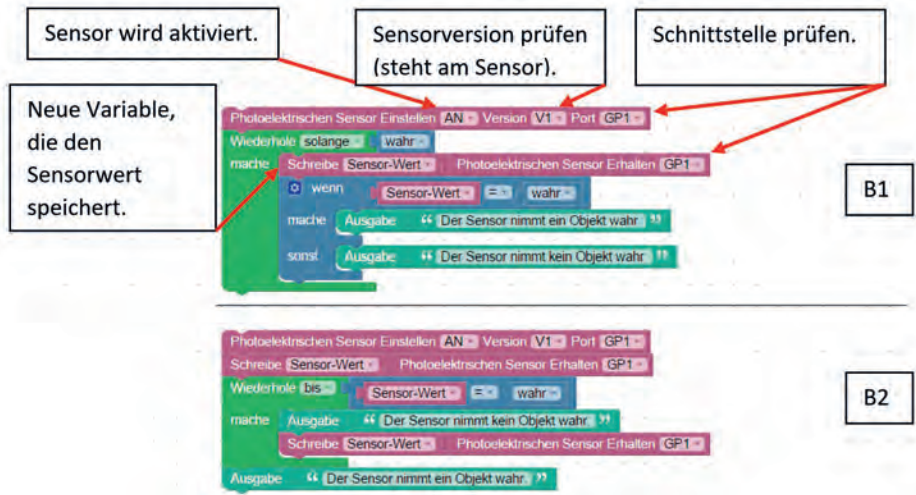 Sensor wird aktiviert.
Sensorversion prüfen
(steht am Sensor).
Schnittstelle prüfen.
Neue Variable,
die den
Sensorwert
speichert.
Photoelektrischen Sensor Einstellen AN Version V1 Port GP1
Wiederhole solange wahr
mache Schreibe Sensor-Wert Photoelektrischen Sensor Erhalten GP1
wenn Sensor-Wert = wahr
mache Ausgabe “ Der Sensor nimmt ein Objekt wahr ”
sonst Ausgabe “ Der Sensor nimmt kein Objekt wahr ”
B1
Photoelektrischen Sensor Einstellen AN Version V1 Port GP1
Schreibe Sensor-Wert Photoelektrischen Sensor Erhalten GP1
Wiederhole bis Sensor-Wert = wahr
mache Ausgabe “ Der Sensor nimmt kein Objekt wahr. ”
Schreibe Sensor-Wert Photoelektrischen Sensor Erhalten GP1
Ausgabe “ Der Sensor nimmt ein Objekt wahr. ”
B2